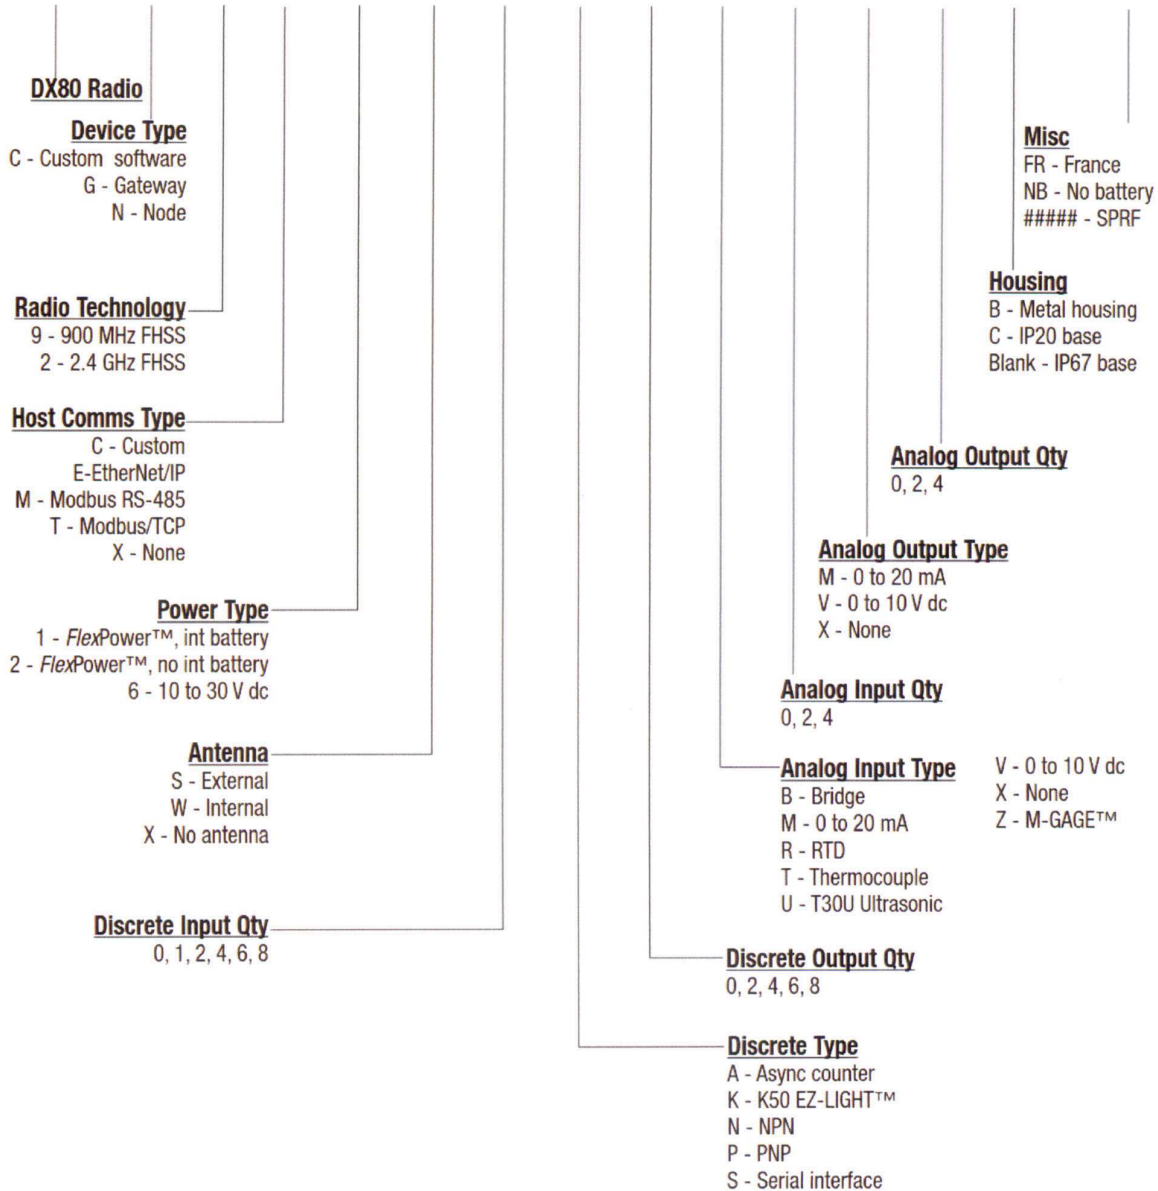 DX80 Radio
Device Type
C - Custom software
G - Gateway
N - Node
Radio Technology
9 - 900 MHz FHSS
2 - 2.4 GHz FHSS
Host Comms Type
C - Custom
E-EtherNet/IP
M - Modbus RS-485
T - Modbus/TCP
X - None
Power Type
1 - FlexPower™, int battery
2 - FlexPower™, no int battery
6 - 10 to 30 V dc
Antenna
S - External
W - Internal
X - No antenna
Discrete Input Qty
0, 1, 2, 4, 6, 8
Misc
FR - France
NB - No battery
##### - SPRF
Housing
B - Metal housing
C - IP20 base
Blank - IP67 base
Analog Output Qty
0, 2, 4
Analog Output Type
M - 0 to 20 mA
V - 0 to 10 V dc
X - None
Analog Input Qty
0, 2, 4
Analog Input Type
B - Bridge
M - 0 to 20 mA
R - RTD
T - Thermocouple
U - T30U Ultrasonic
V - 0 to 10 V dc
X - None
Z - M-GAGE™
Discrete Output Qty
0, 2, 4, 6, 8
Discrete Type
A - Async counter
K - K50 EZ-LIGHT™
N - NPN
P - PNP
S - Serial interface